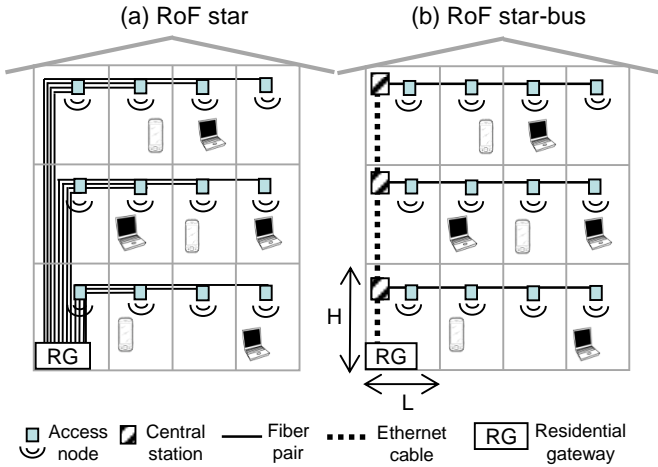 (a) RoF star
(b) RoF star-bus
H
RG
RG
L
Access node
Central station
Fiber pair
Ethernet cable
RG
Residential gateway